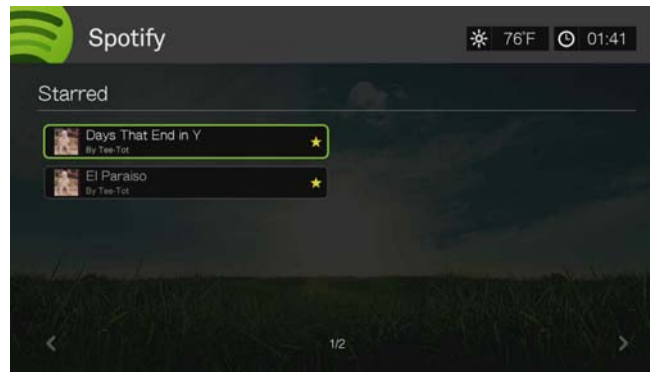 Spotify
76°F
01:41
Starred
Days That End in Y
By Tee-Tot
El Paraiso
By Tee-Tot
1/2